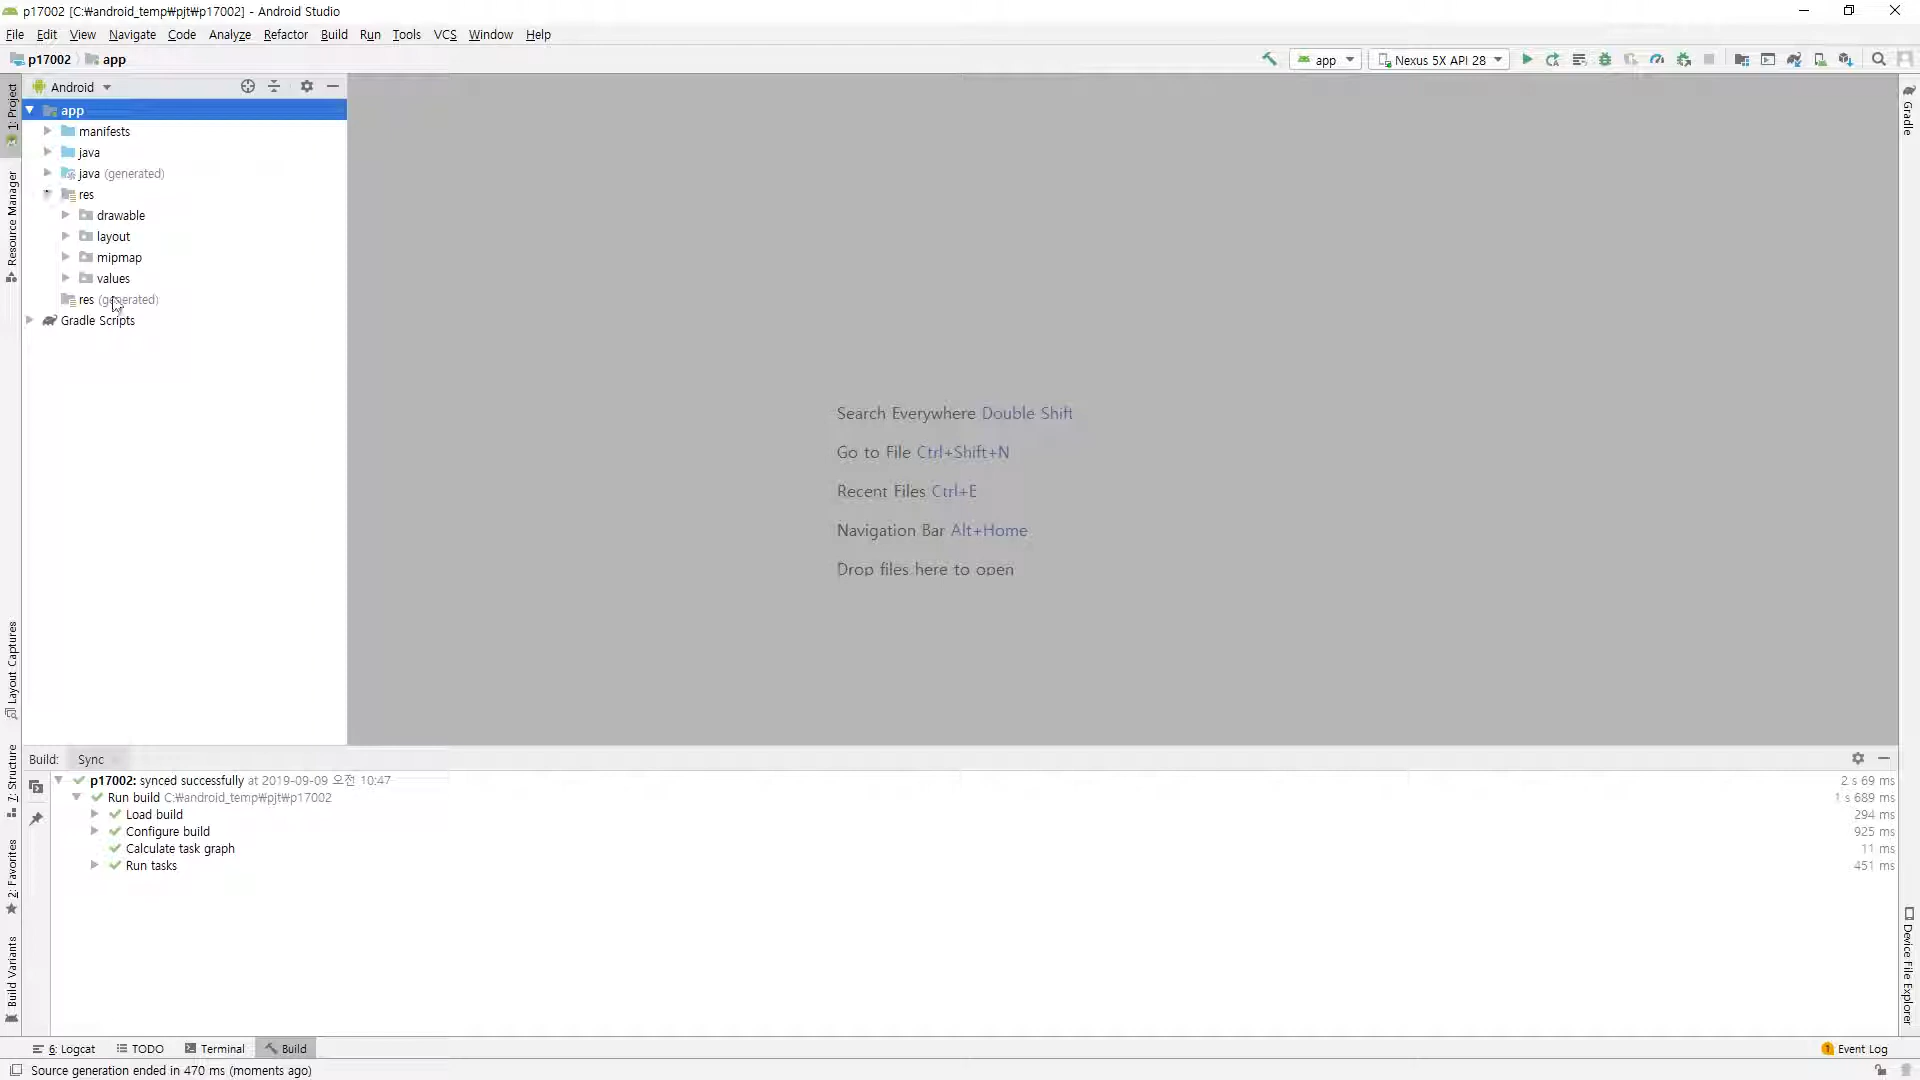 p17002 [C:₩android_temp₩pjt₩p17002] - Android Studio
File Edit View Navigate Code Analyze Refactor Build Run Tools VCS Window Help
p17002 app
app Nexus 5X API 28
Android
1: Project
Resource Manager
Layout Captures
7: Structure
2: Favorites
Build Variants
Gradle
Device File Explorer
app
manifests
java
java (generated)
res
drawable
layout
mipmap
values
res (generated)
Gradle Scripts
Search Everywhere Double Shift
Go to File Ctrl+Shift+N
Recent Files Ctrl+E
Navigation Bar Alt+Home
Drop files here to open
Build: Sync
p17002: synced successfully at 2019-09-09 오전 10:47 2 s 69 ms
Run build C:₩android_temp₩pjt₩p17002 1 s 689 ms
Load build 294 ms
Configure build 925 ms
Calculate task graph 11 ms
Run tasks 451 ms
6: Logcat TODO Terminal Build 1 Event Log
Source generation ended in 470 ms (moments ago)